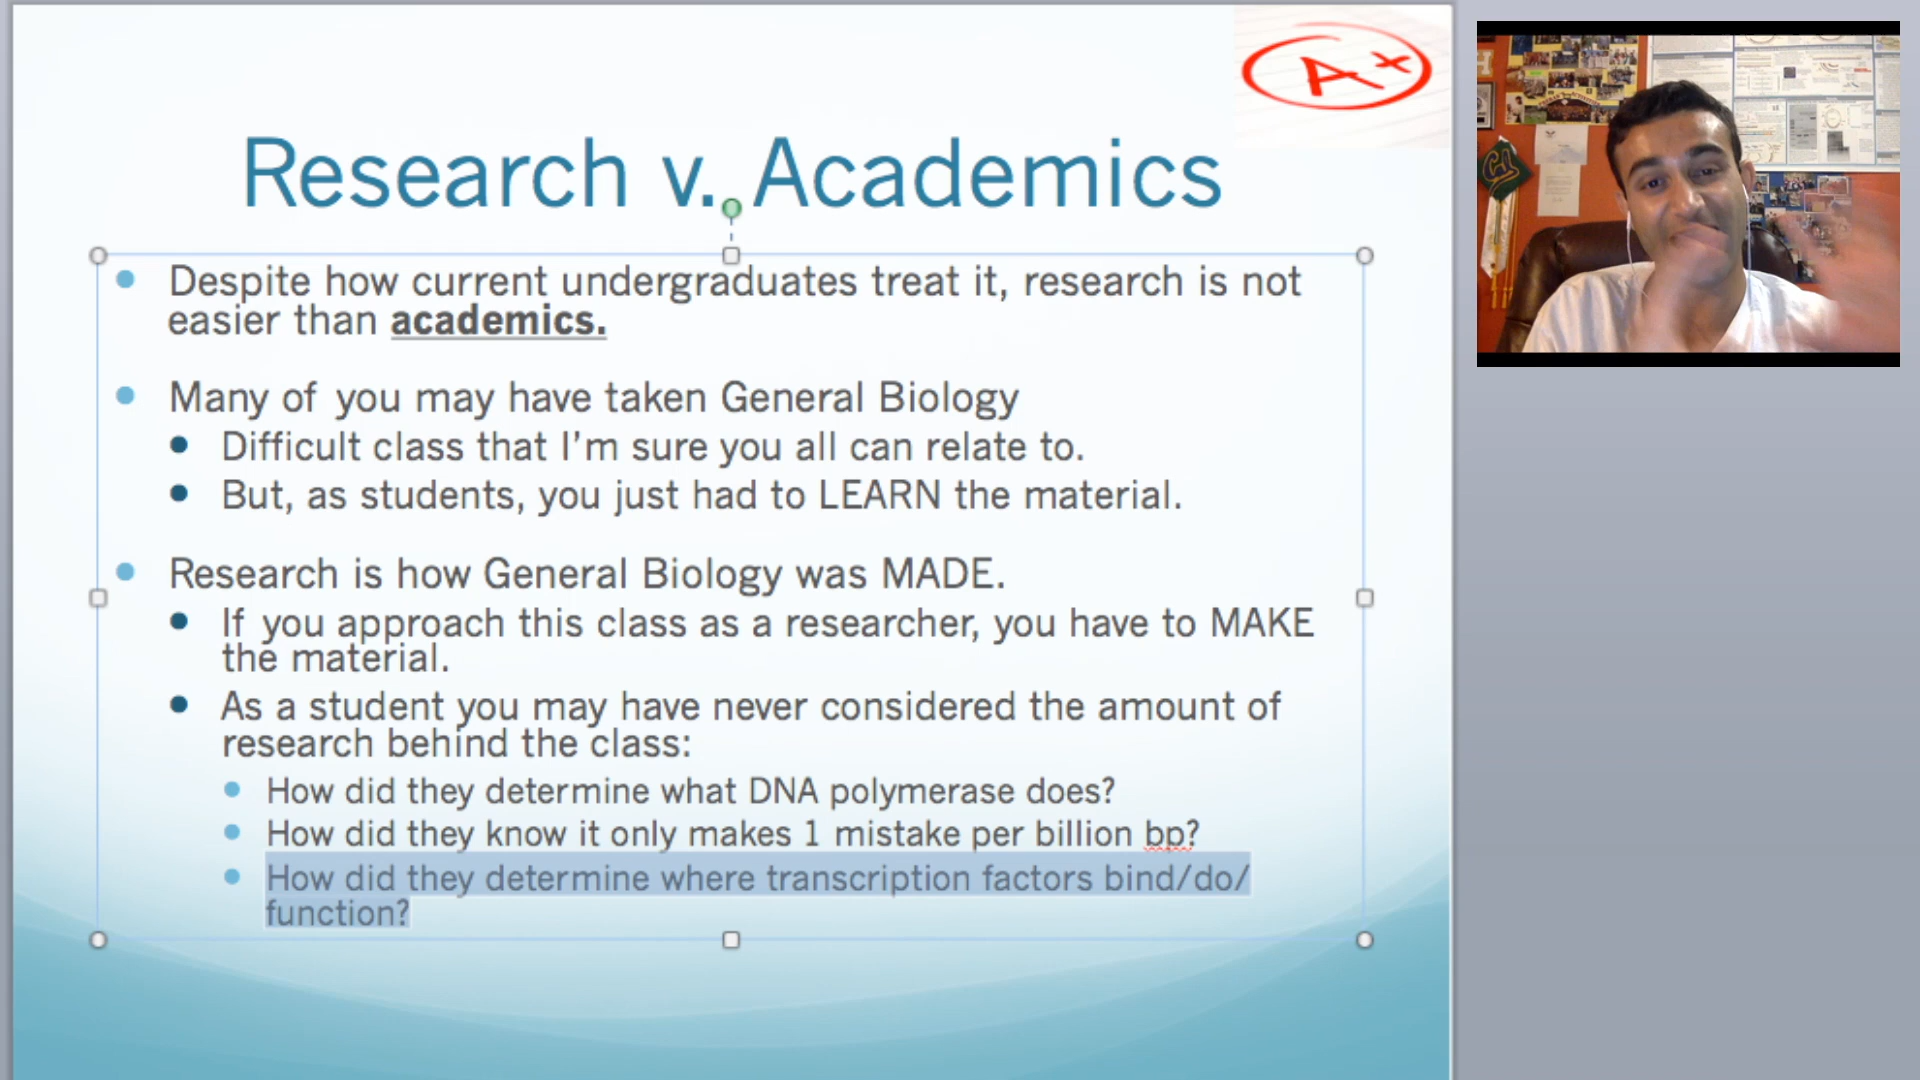 A+
Research v. Academics
Despite how current undergraduates treat it, research is not
easier than academics.
Many of you may have taken General Biology
Difficult class that I'm sure you all can relate to.
But, as students, you just had to LEARN the material.
Research is how General Biology was MADE.
If you approach this class as a researcher, you have to MAKE
the material.
As a student you may have never considered the amount of
research behind the class:
How did they determine what DNA polymerase does?
How did they know it only makes 1 mistake per billion bp?
How did they determine where transcription factors bind/do/
function?